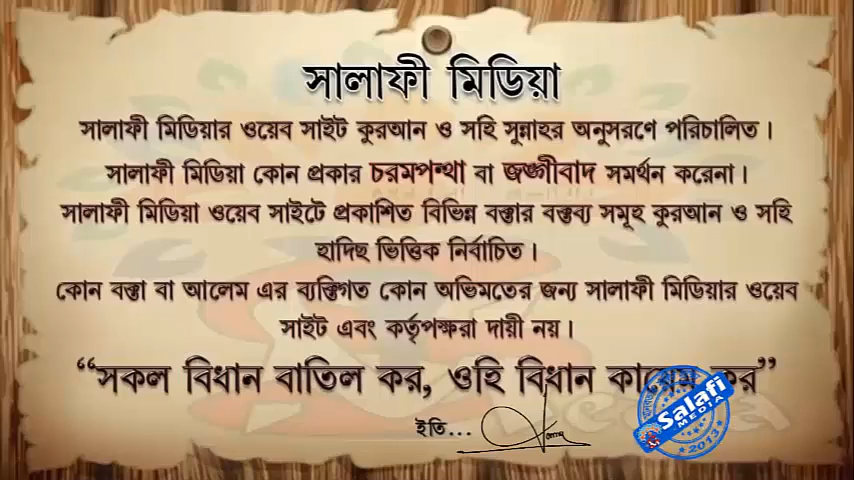 সালাফী মিডিয়া
সালাফী মিডিয়ার ওয়েব সাইট কুরআন ও সহি সুন্নাহর অনুসরণে পরিচালিত।
সালাফী মিডিয়া কোন প্রকার চরমপন্থা বা জঙ্গীবাদ সমর্থন করেনা।
সালাফী মিডিয়া ওয়েব সাইটে প্রকাশিত বিভিন্ন বক্তার বক্তব্য সমূহ কুরআন ও সহি
হাদিছ ভিত্তিক নির্বাচিত।
কোন বক্তা বা আলেম এর ব্যক্তিগত কোন অভিমতের জন্য সালাফী মিডিয়ার ওয়েব
সাইট এবং কর্তৃপক্ষরা দায়ী নয়।
“সকল বিধান বাতিল কর, ওহি বিধান কায়েম কর”
ইতি...
Salafi
MEDIA
2013